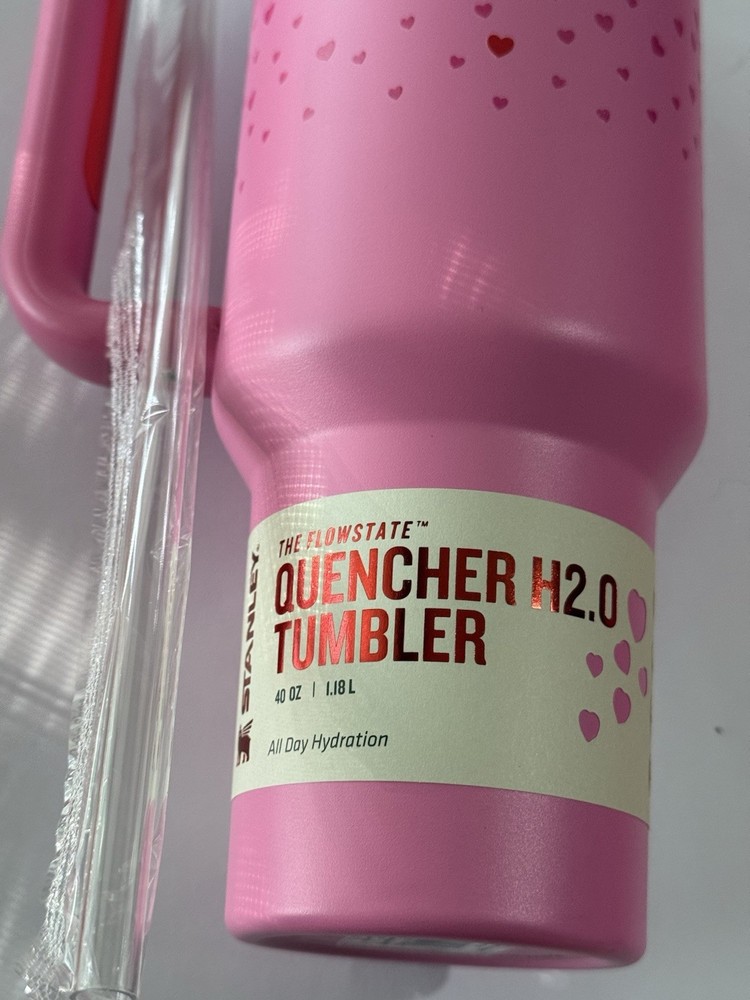 THE FLOWSTATE™
QUENCHER H2.0
TUMBLER
40 OZ | 1.18 L
All Day Hydration
STANLEY.